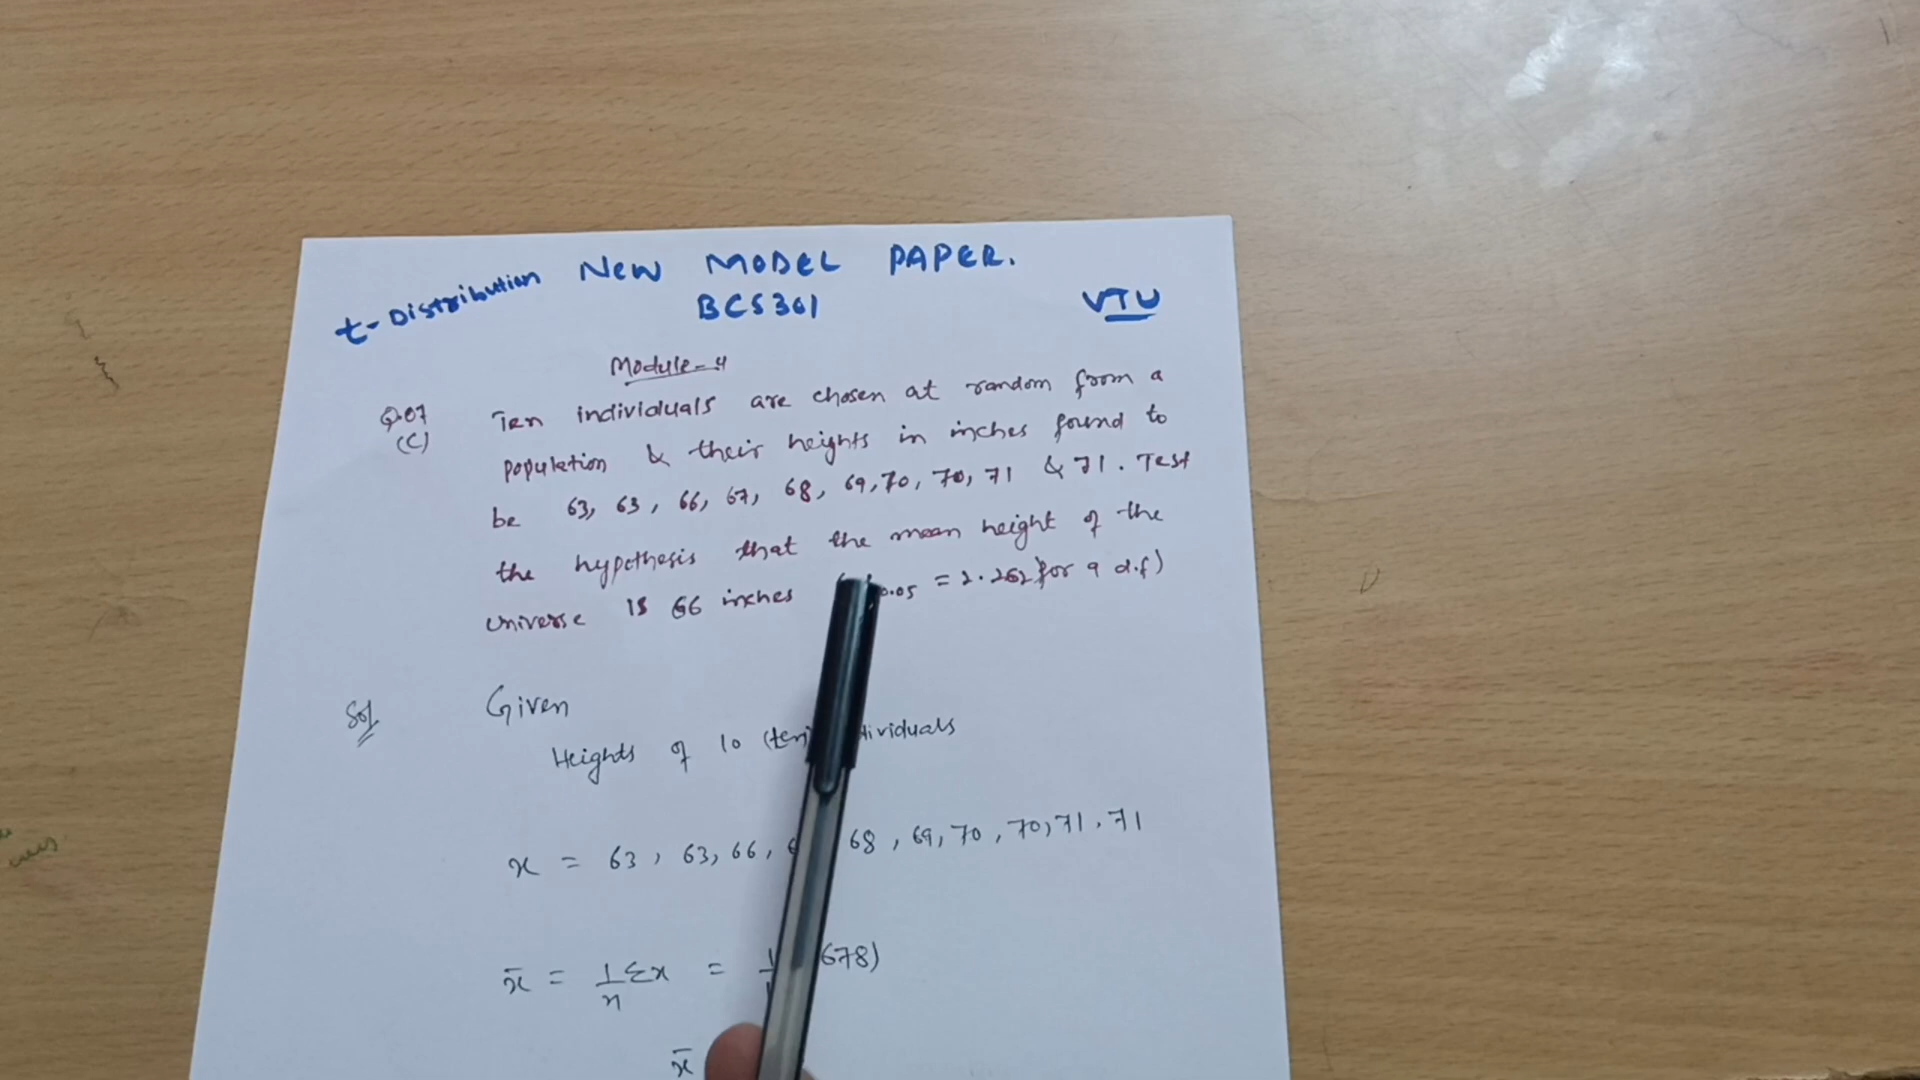 t-Distribution NEW MODEL PAPER.
BCS301 VTU
Module-4
Q.07 Ten individuals are chosen at random from a
(C) population & their heights in inches found to
be 63, 63, 66, 67, 68, 69, 70, 70, 71 & 71. Test
the hypothesis that the mean height of the
universe is 66 inches 0.05 = 2.262 for 9 d.f)
Sol Given
Heights of 10 (ten)
x = 63, 63, 66, 68, 69, 70, 70, 71, 71
x̄ = 1/n Σx = 678)
x̄